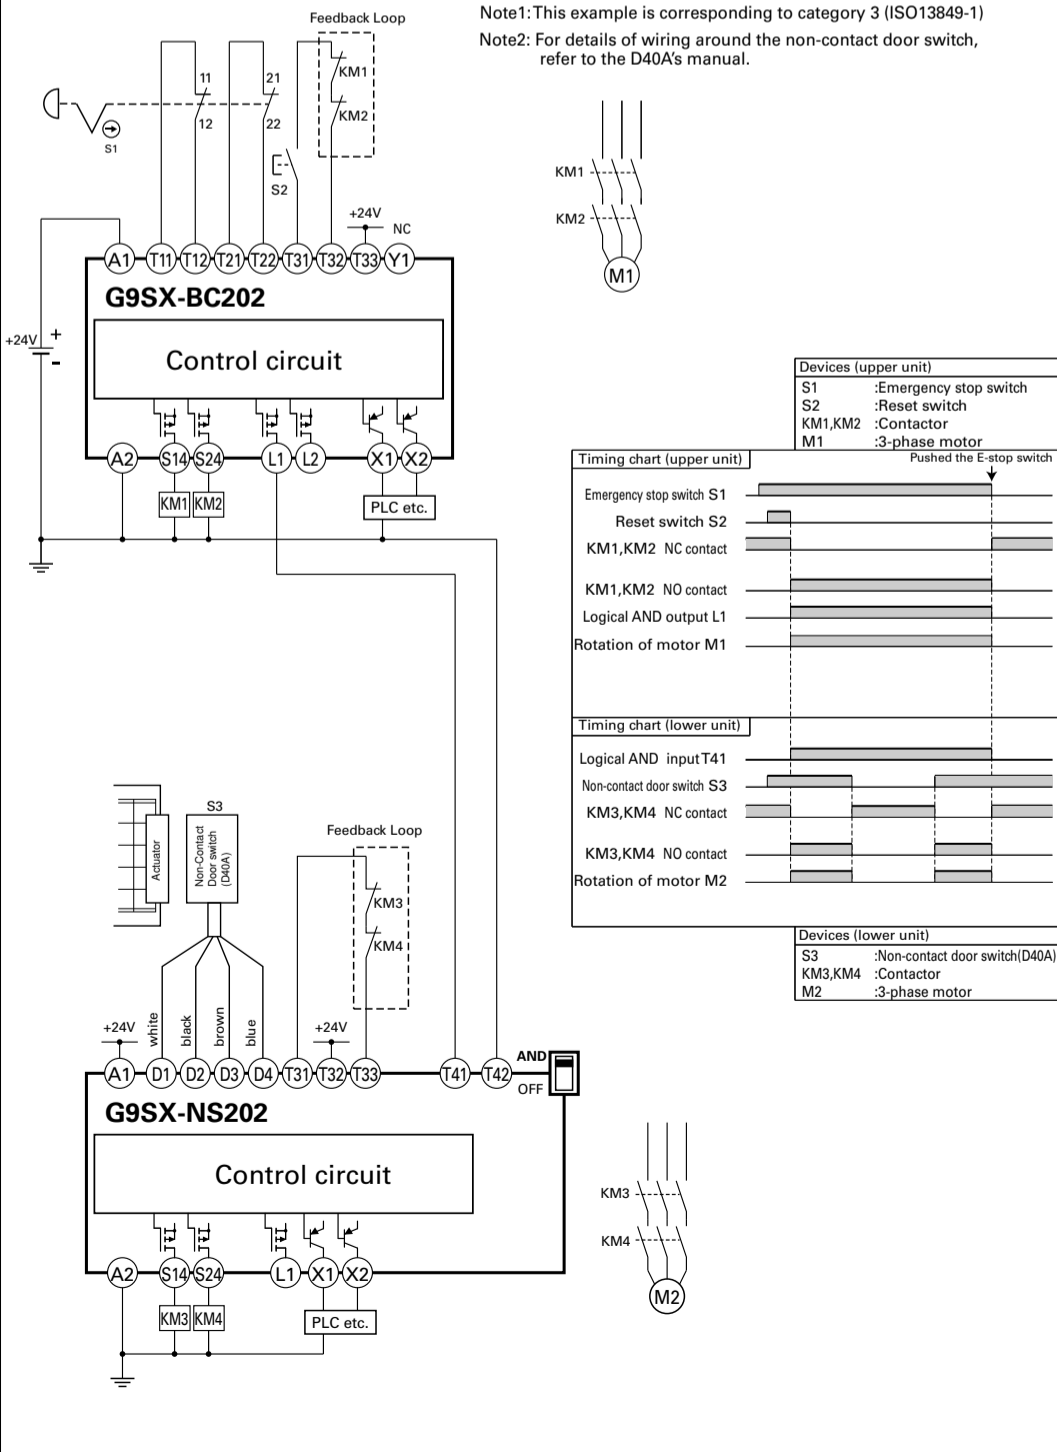 Note1:This example is corresponding to category 3 (ISO13849-1)
Note2: For details of wiring around the non-contact door switch,
refer to the D40A's manual.
Feedback Loop
KM1
KM2
11
12
21
22
S1
S2
+24V
NC
A1 T11 T12 T21 T22 T31 T32 T33 Y1
G9SX-BC202
Control circuit
+24V
+
-
A2 S14 S24 L1 L2 X1 X2
KM1 KM2
PLC etc.
KM1
KM2
M1
Devices (upper unit)
S1 :Emergency stop switch
S2 :Reset switch
KM1,KM2 :Contactor
M1 :3-phase motor
Timing chart (upper unit)
Pushed the E-stop switch
Emergency stop switch S1
Reset switch S2
KM1,KM2 NC contact
KM1,KM2 NO contact
Logical AND output L1
Rotation of motor M1
Timing chart (lower unit)
Logical AND input T41
Non-contact door switch S3
KM3,KM4 NC contact
KM3,KM4 NO contact
Rotation of motor M2
Devices (lower unit)
S3 :Non-contact door switch(D40A)
KM3,KM4 :Contactor
M2 :3-phase motor
Actuator
S3
Non-Contact
Door switch
(D40A)
Feedback Loop
KM3
KM4
+24V
white
black
brown
blue
+24V
A1 D1 D2 D3 D4 T31 T32 T33 T41 T42
AND
OFF
G9SX-NS202
Control circuit
A2 S14 S24 L1 X1 X2
KM3 KM4
PLC etc.
KM3
KM4
M2